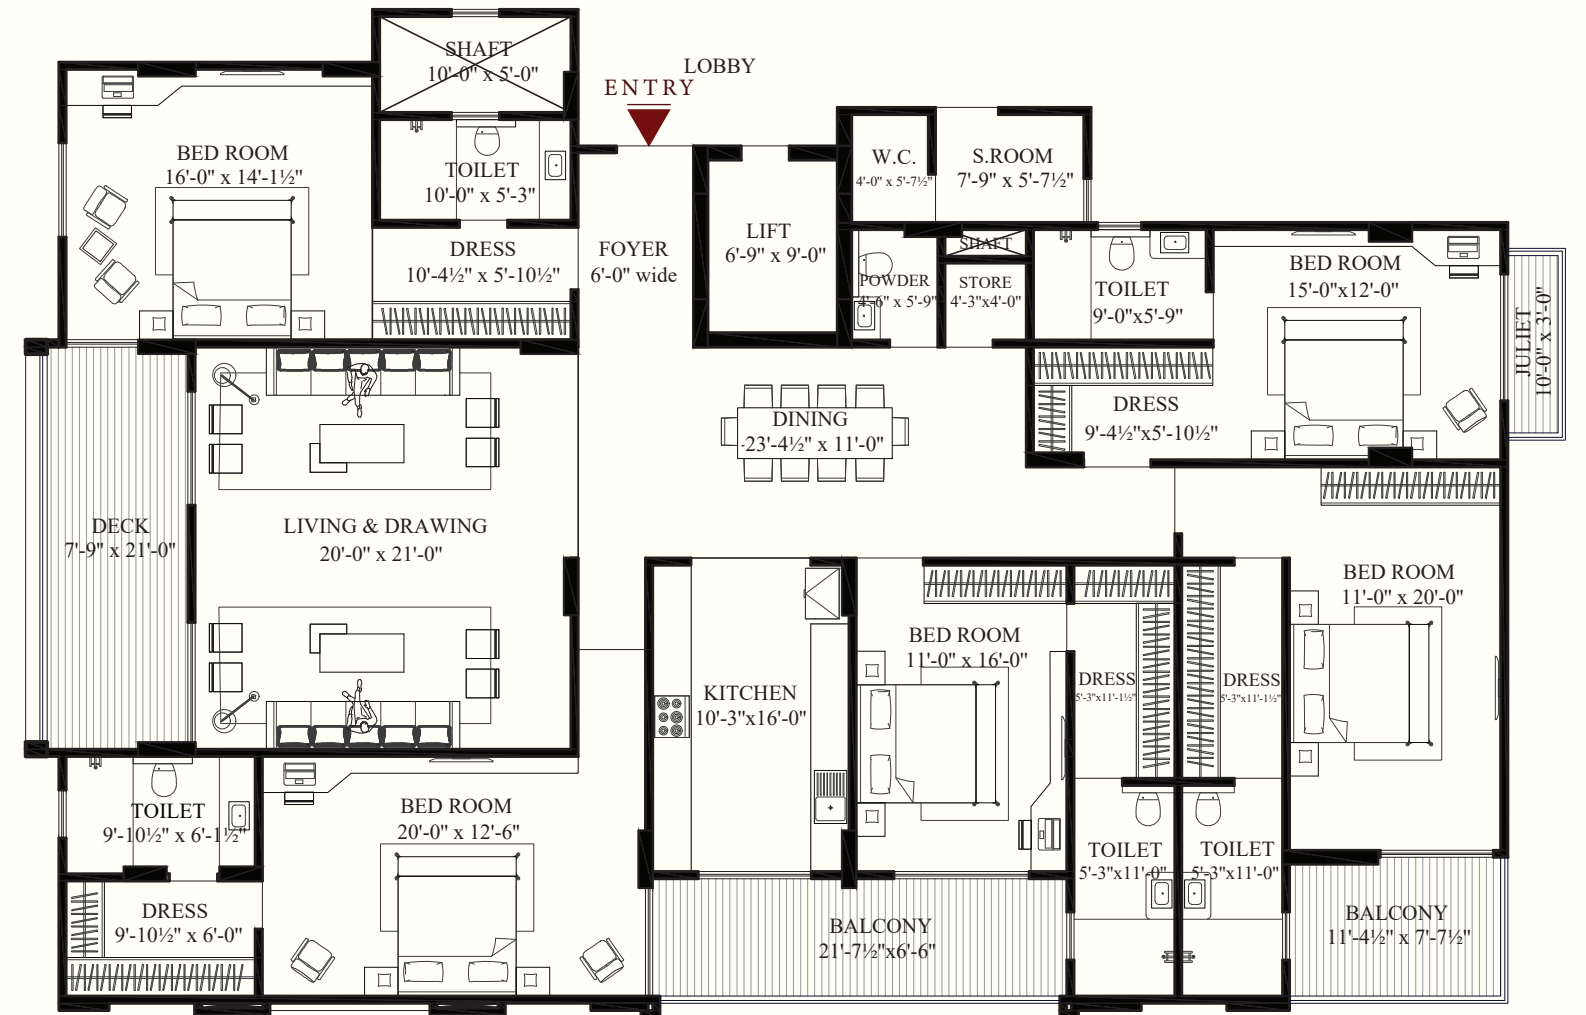 SHAFT
10'-0" x 5'-0"
LOBBY
ENTRY
BED ROOM
16'-0" x 14'-1½"
TOILET
10'-0" x 5'-3"
W.C.
4'-0" x 5'-7½"
S.ROOM
7'-9" x 5'-7½"
DRESS
10'-4½" x 5'-10½"
FOYER
6'-0" wide
LIFT
6'-9" x 9'-0"
SHAFT
POWDER
4'-6" x 5'-9"
STORE
4'-3"x4'-0"
TOILET
9'-0"x5'-9"
BED ROOM
15'-0"x12'-0"
JULIET
10'-0" x 3'-0"
DINING
23'-4½" x 11'-0"
DRESS
9'-4½"x5'-10½"
DECK
7'-9" x 21'-0"
LIVING & DRAWING
20'-0" x 21'-0"
BED ROOM
11'-0" x 20'-0"
BED ROOM
11'-0" x 16'-0"
KITCHEN
10'-3"x16'-0"
DRESS
5'-3"x11'-1½"
DRESS
5'-3"x11'-1½"
TOILET
9'-10½" x 6'-1½"
BED ROOM
20'-0" x 12'-6"
TOILET
5'-3"x11'-0"
TOILET
5'-3"x11'-0"
DRESS
9'-10½" x 6'-0"
BALCONY
21'-7½"x6'-6"
BALCONY
11'-4½" x 7'-7½"